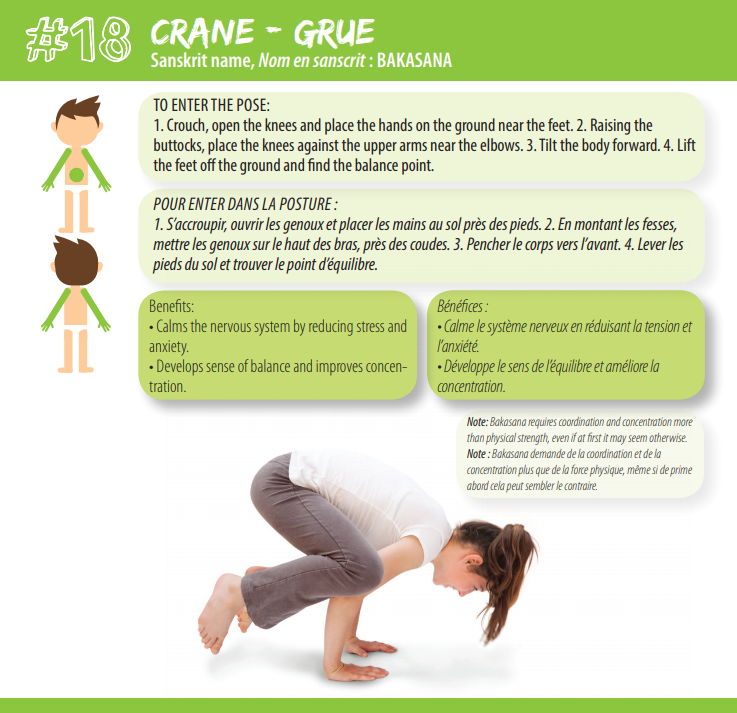 #18
CRANE - GRUE
Sanskrit name, Nom en sanscrit : BAKASANA
TO ENTER THE POSE:
1. Crouch, open the knees and place the hands on the ground near the feet. 2. Raising the
buttocks, place the knees against the upper arms near the elbows. 3. Tilt the body forward. 4. Lift
the feet off the ground and find the balance point.
POUR ENTER DANS LA POSTURE :
1. S'accroupir, ouvrir les genoux et placer les mains au sol près des pieds. 2. En montant les fesses,
mettre les genoux sur le haut des bras, près des coudes. 3. Pencher le corps vers l'avant. 4. Lever les
pieds du sol et trouver le point d'équilibre.
Benefits:
• Calms the nervous system by reducing stress and
anxiety.
• Develops sense of balance and improves concen-
tration.
Bénéfices :
• Calme le système nerveux en réduisant la tension et
l'anxiété.
• Développe le sens de l'équilibre et améliore la
concentration.
Note: Bakasana requires coordination and concentration more
than physical strength, even if at first it may seem otherwise.
Note : Bakasana demande de la coordination et de la
concentration plus que de la force physique, même si de prime
abord cela peut sembler le contraire.